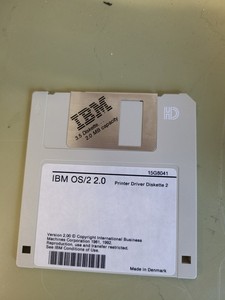 IBM
3.5 Diskette
2.0 MB capacity
HD
15G8041
IBM OS/2 2.0
Printer Driver Diskette 2
Version 2.00 © Copyright International Business
Machines Corporation 1981, 1992.
Reproduction, use and transfer restricted.
See IBM Conditions of Use.
Made in Denmark